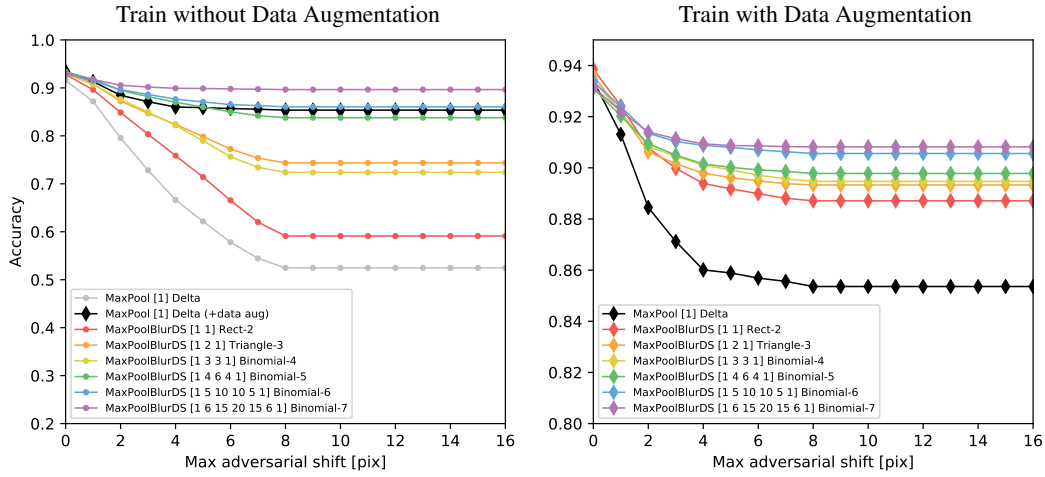 Train without Data Augmentation
1.0
0.9
0.8
0.7
0.6
0.5
0.4
0.3
0.2
Accuracy
MaxPool [1] Delta
MaxPool [1] Delta (+data aug)
MaxPoolBlurDS [1 1] Rect-2
MaxPoolBlurDS [1 2 1] Triangle-3
MaxPoolBlurDS [1 3 3 1] Binomial-4
MaxPoolBlurDS [1 4 6 4 1] Binomial-5
MaxPoolBlurDS [1 5 10 10 5 1] Binomial-6
MaxPoolBlurDS [1 6 15 20 15 6 1] Binomial-7
0 2 4 6 8 10 12 14 16
Max adversarial shift [pix]
Train with Data Augmentation
0.94
0.92
0.90
0.88
0.86
0.84
0.82
0.80
MaxPool [1] Delta
MaxPoolBlurDS [1 1] Rect-2
MaxPoolBlurDS [1 2 1] Triangle-3
MaxPoolBlurDS [1 3 3 1] Binomial-4
MaxPoolBlurDS [1 4 6 4 1] Binomial-5
MaxPoolBlurDS [1 5 10 10 5 1] Binomial-6
MaxPoolBlurDS [1 6 15 20 15 6 1] Binomial-7
0 2 4 6 8 10 12 14 16
Max adversarial shift [pix]